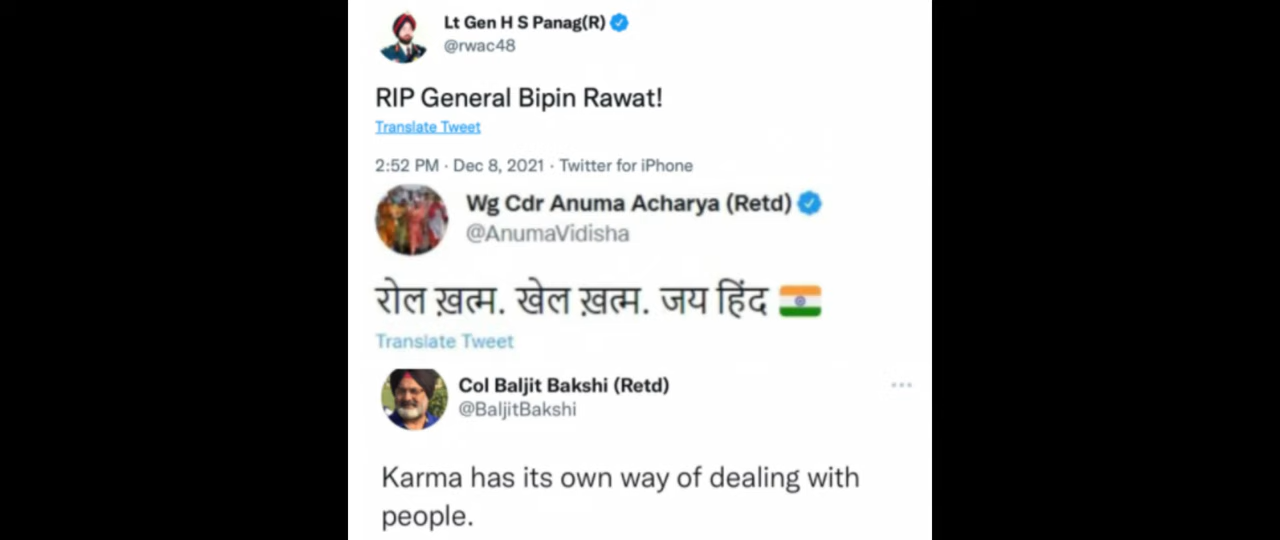 Lt Gen H S Panag(R)
@rwac48
RIP General Bipin Rawat!
Translate Tweet
2:52 PM · Dec 8, 2021 · Twitter for iPhone
Wg Cdr Anuma Acharya (Retd)
@AnumaVidisha
रोल ख़त्म. खेल ख़त्म. जय हिंद 🇮🇳
Translate Tweet
Col Baljit Bakshi (Retd)
@BaljitBakshi
Karma has its own way of dealing with
people.